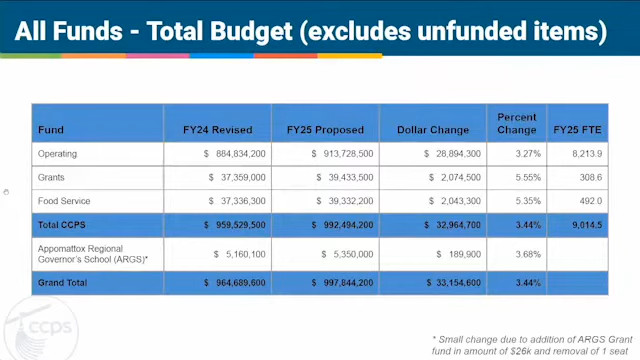 All Funds - Total Budget (excludes unfunded items)
Fund FY24 Revised FY25 Proposed Dollar Change Percent Change FY25 FTE
Operating $ 884,834,200 $ 913,728,500 $ 28,894,300 3.27% 8,213.9
Grants $ 37,359,000 $ 39,433,500 $ 2,074,500 5.55% 308.6
Food Service $ 37,336,300 $ 39,332,200 $ 2,043,300 5.35% 492.0
Total CCPS $ 959,529,500 $ 992,494,200 $ 32,964,700 3.44% 9,014.5
Appomattox Regional
Governor's School (ARGS)* $ 5,160,100 $ 5,350,000 $ 189,900 3.68%
Grand Total $ 964,689,600 $ 997,844,200 $ 33,154,600 3.44%
ccps
* Small change due to addition of ARGS Grant
fund in amount of $26k and removal of 1 seat